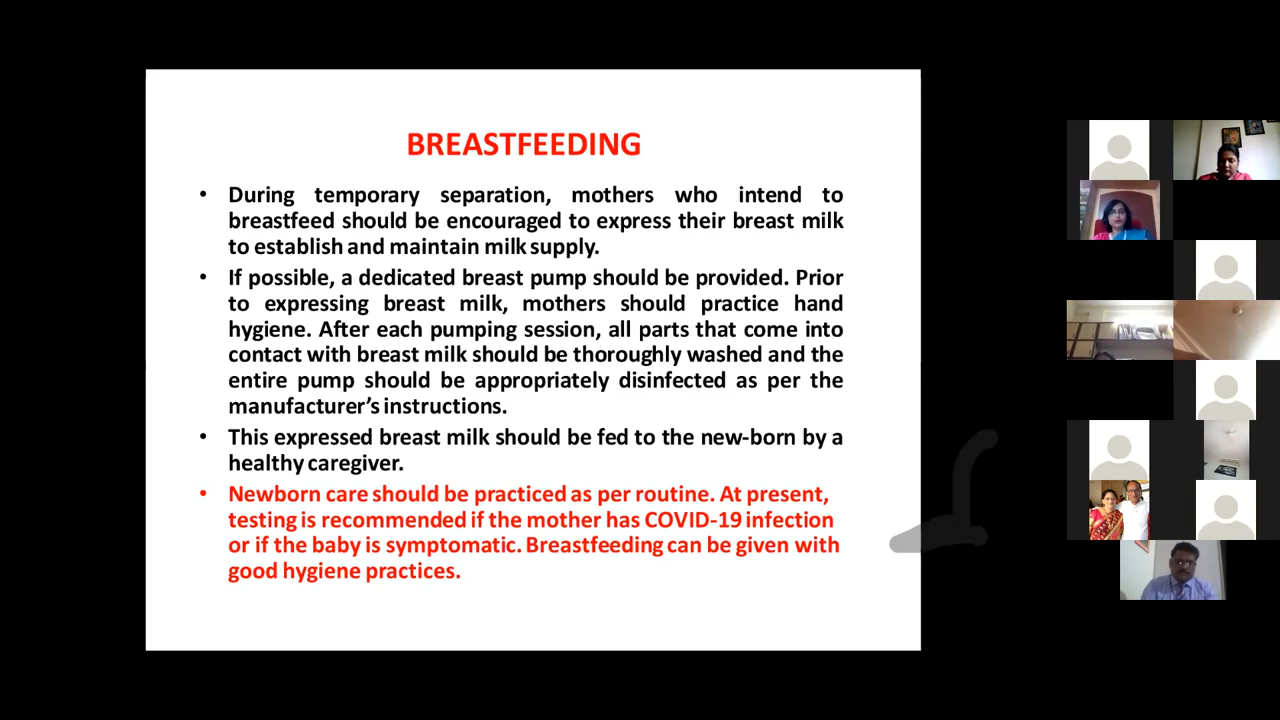 BREASTFEEDING
• During temporary separation, mothers who intend to
breastfeed should be encouraged to express their breast milk
to establish and maintain milk supply.
• If possible, a dedicated breast pump should be provided. Prior
to expressing breast milk, mothers should practice hand
hygiene. After each pumping session, all parts that come into
contact with breast milk should be thoroughly washed and the
entire pump should be appropriately disinfected as per the
manufacturer’s instructions.
• This expressed breast milk should be fed to the new-born by a
healthy caregiver.
• Newborn care should be practiced as per routine. At present,
testing is recommended if the mother has COVID-19 infection
or if the baby is symptomatic. Breastfeeding can be given with
good hygiene practices.